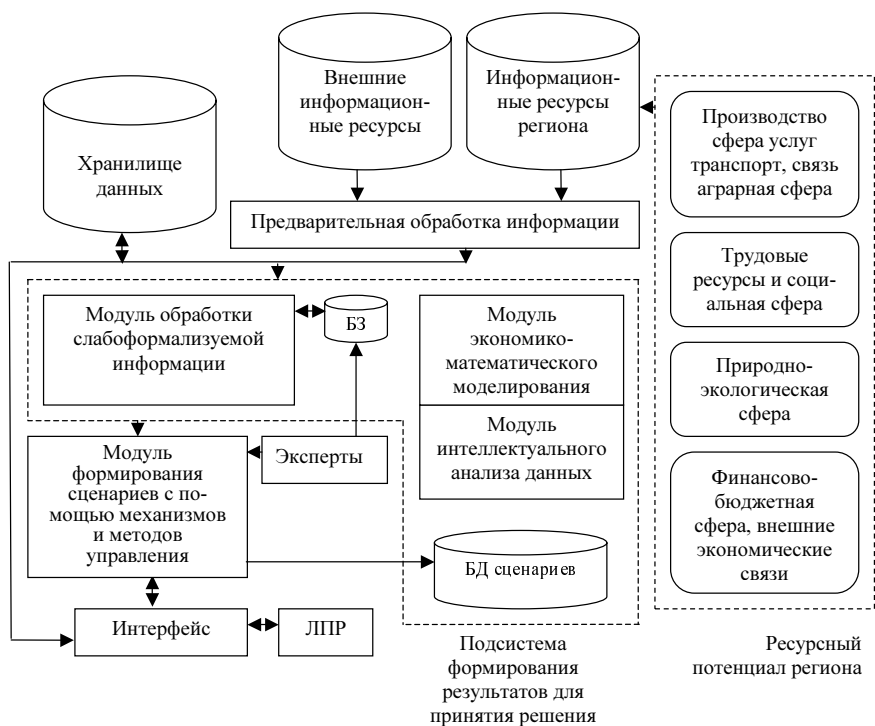 Внешние
информацион-
ные ресурсы
Информацион-
ные ресурсы
региона
Хранилище
данных
Производство
сфера услуг
транспорт, связь
аграрная сфера
Предварительная обработка информации
Трудовые
ресурсы и соци-
альная сфера
Модуль обработки
слабоформализуемой
информации
БЗ
Модуль
экономико-
математического
моделирования
Природно-
экологическая
сфера
Модуль
интеллектуального
анализа данных
Модуль
формирования
сценариев с по-
мощью механизмов
и методов
управления
Эксперты
Финансово-
бюджетная
сфера, внешние
экономические
связи
БД сценариев
Интерфейс
ЛПР
Подсистема
формирования
результатов для
принятия решения
Ресурсный
потенциал региона